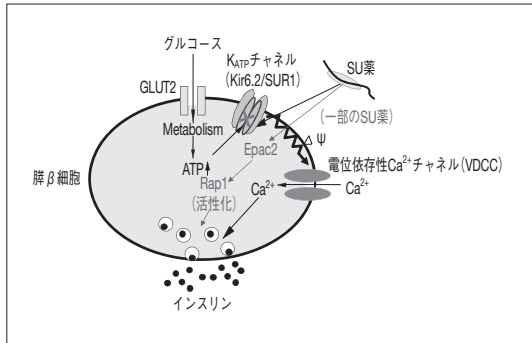 グルコース
GLUT2
K_ATPチャネル
(Kir6.2/SUR1)
SU薬
(一部のSU薬)
Metabolism
ΔΨ
Epac2
ATP
Rap1
(活性化)
電位依存性Ca²⁺チャネル(VDCC)
Ca²⁺
Ca²⁺
膵β細胞
インスリン